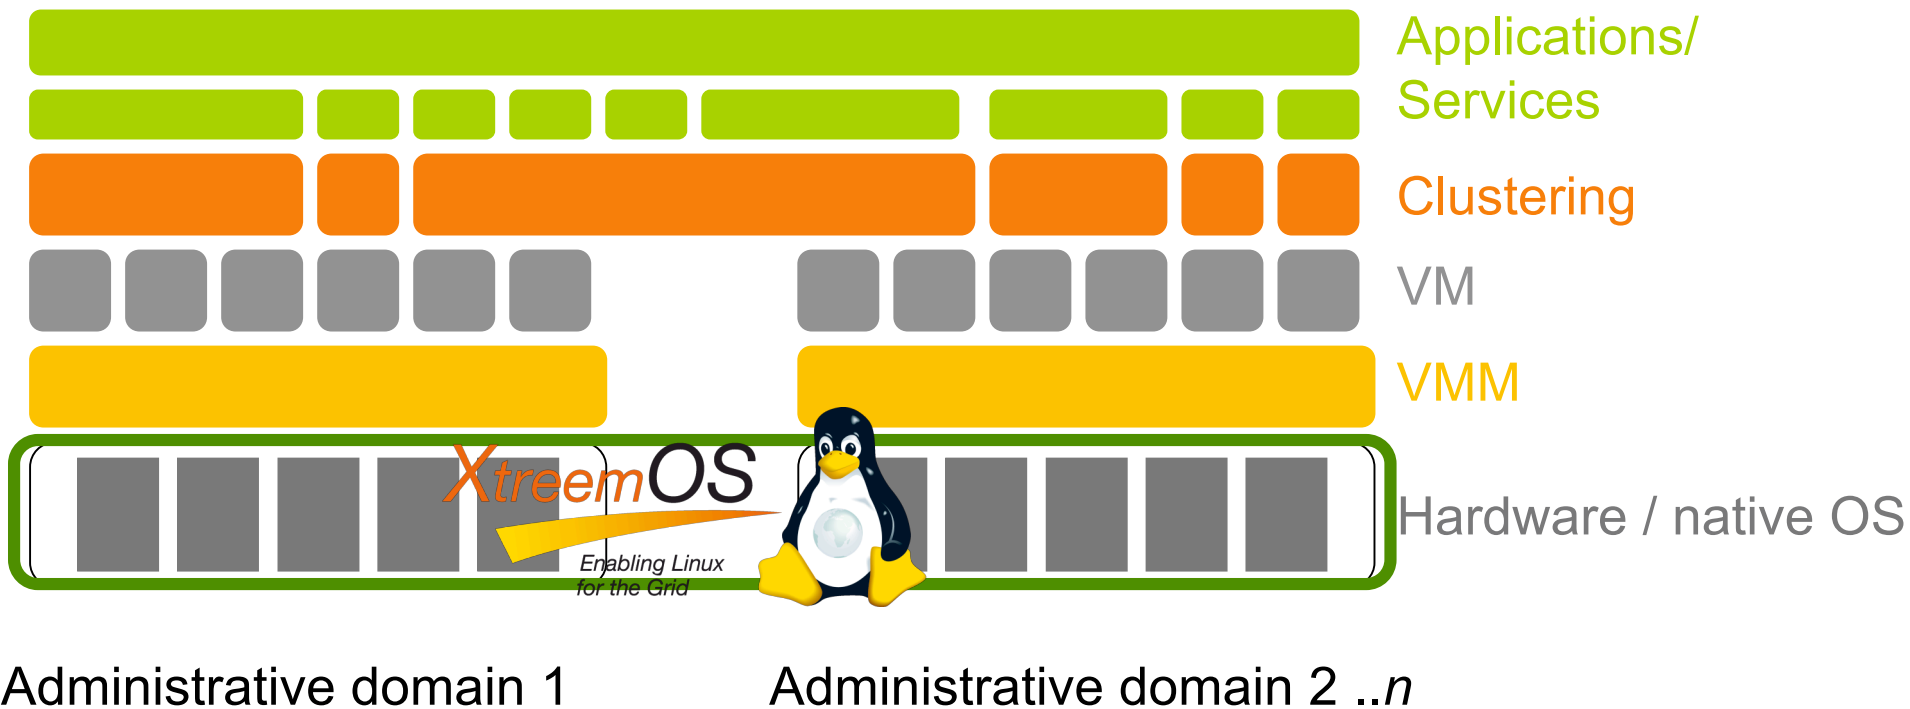 Applications/
Services
Clustering
VM
VMM
XtreemOS
Enabling Linux
for the Grid
Hardware / native OS
Administrative domain 1
Administrative domain 2 ..n